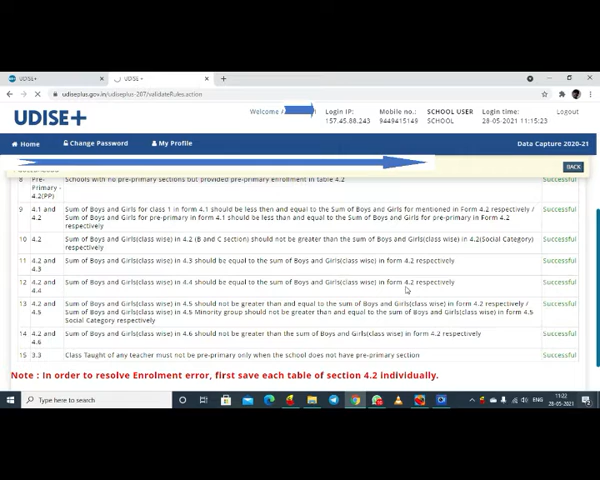 UDISE+
UDISE+
udiseplus.gov.in/udiseplus-207/validateRules.action
UDISE+
Welcome /
Login IP:
157.45.88.243
Mobile no.:
9449415149
SCHOOL USER
SCHOOL
Login time:
28-05-2021 11:15:23
Logout
Home
Change Password
My Profile
Data Capture 2020-21
BACK
8 Pre-Primary - 4.2(PP) Schools with no pre-primary sections but provided pre-primary enrollment in table 4.2 Successful
9 4.1 and 4.2 Sum of Boys and Girls for class 1 in form 4.1 should be less then and equal to the Sum of Boys and Girls for mentioned in Form 4.2 respectively /
Sum of Boys and Girls for pre-primary in form 4.1 should be less than and equal to the Sum of Boys and Girls for pre-primary in Form 4.2
respectively
Successful
10 4.2 Sum of Boys and Girls(class wise) in 4.2 (B and C section) should not be greater than the sum of Boys and Girls(class wise) in 4.2(Social Category)
respectively
Successful
11 4.2 and 4.3 Sum of Boys and Girls(class wise) in 4.3 should be equal to the sum of Boys and Girls(class wise) in form 4.2 respectively Successful
12 4.2 and 4.4 Sum of Boys and Girls(class wise) in 4.4 should be equal to the sum of Boys and Girls(class wise) in form 4.2 respectively Successful
13 4.2 and 4.5 Sum of Boys and Girls(class wise) in 4.5 should not be greater than and equal to the sum of Boys and Girls(class wise) in form 4.2 respectively /
Sum of Boys and Girls(class wise) in 4.5 Minority group should not be greater than and equal to the sum of Boys and Girls(class wise) in form 4.5
Social Category respectively
Successful
14 4.2 and 4.6 Sum of Boys and Girls(class wise) in 4.6 should not be greater than the sum of Boys and Girls(class wise) in form 4.2 respectively Successful
15 3.3 Class Taught of any teacher must not be pre-primary only when the school does not have pre-primary section Successful
Note : In order to resolve Enrolment error, first save each table of section 4.2 individually.
Type here to search
ENG
11:22
28-05-2021